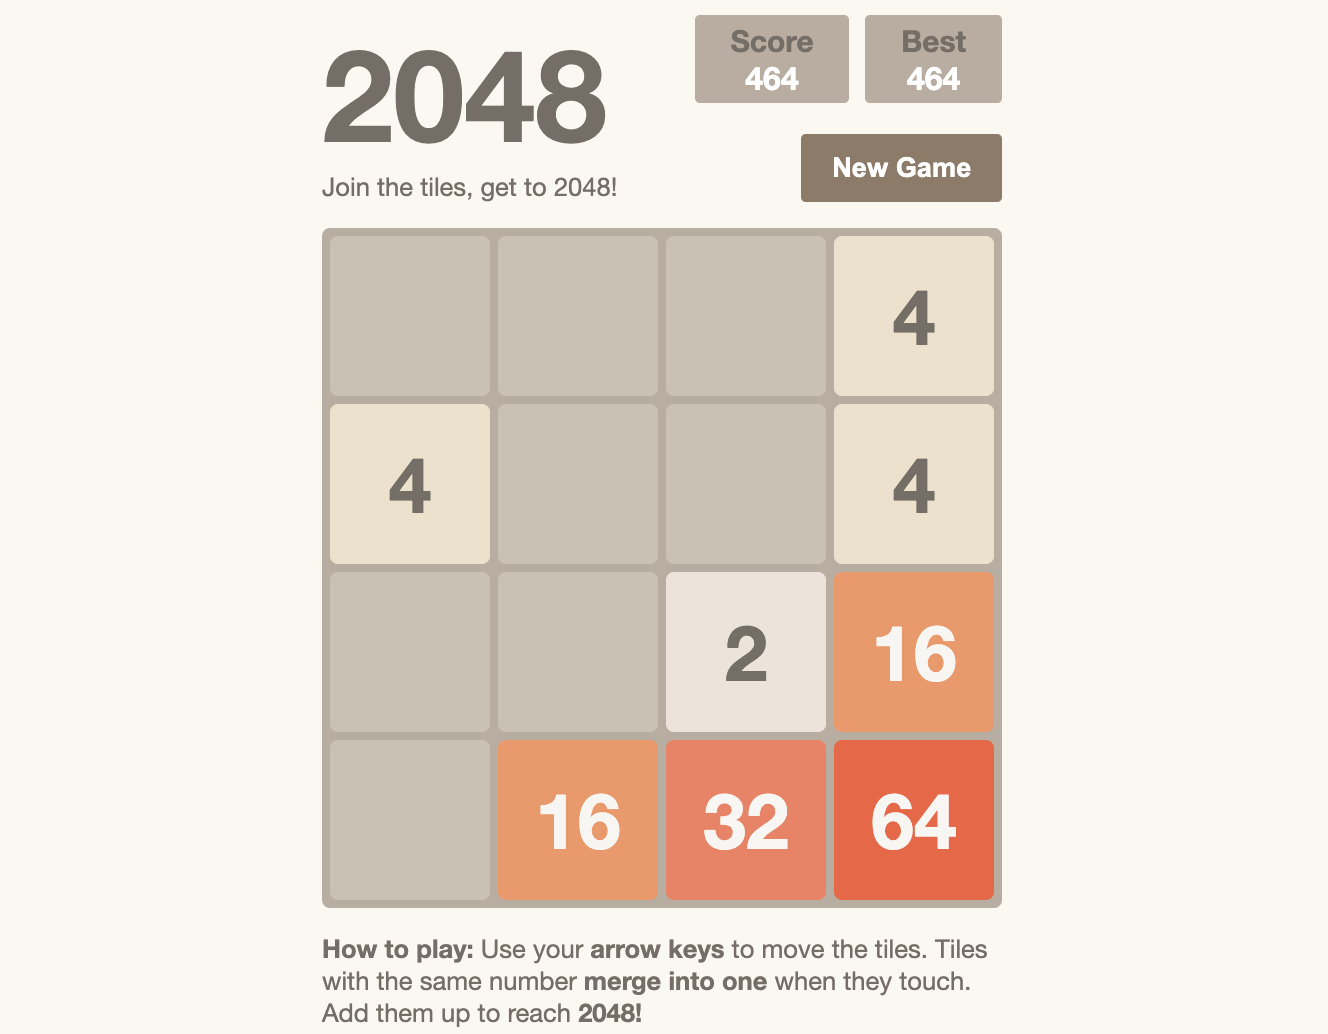 2048
Score
464
Best
464
New Game
Join the tiles, get to 2048!
4
4 4
2 16
16 32 64
How to play: Use your arrow keys to move the tiles. Tiles
with the same number merge into one when they touch.
Add them up to reach 2048!